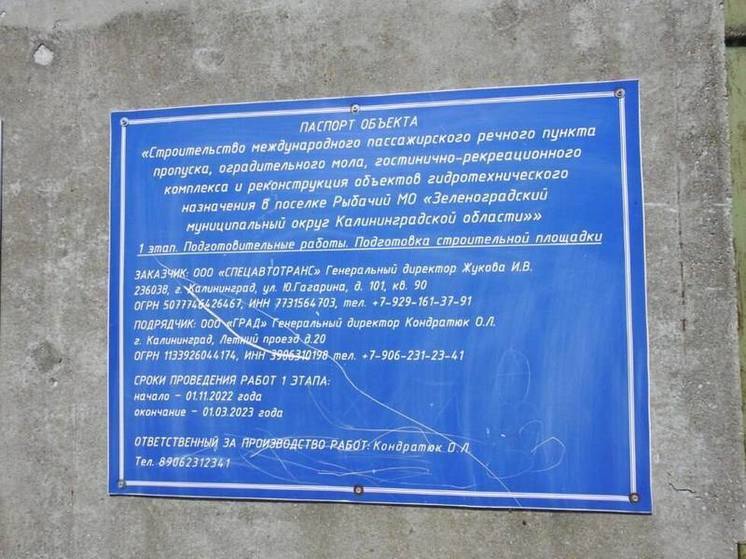 ПАСПОРТ ОБЪЕКТА
«Строительство международного пассажирского речного пункта
пропуска, оградительного мола, гостинично-рекреационного
комплекса и реконструкция объектов гидротехнического
назначения в поселке Рыбачий МО «Зеленоградский
муниципальный округ Калининградской области»»
1 этап. Подготовительные работы. Подготовка строительной площадки
ЗАКАЗЧИК: ООО «СПЕЦАВТОТРАНС» Генеральный директор Жукова И.В.
236038, г. Калининград, ул. Ю.Гагарина, д. 101, кв. 90
ОГРН 5077746426467, ИНН 7731564703, тел. +7-929-161-37-91
ПОДРЯДЧИК: ООО «ГРАД» Генеральный директор Кондратюк О.Л.
г. Калининград, Летний проезд д.20
ОГРН 1133926044174, ИНН 3906310198 тел. +7-906-231-23-41
СРОКИ ПРОВЕДЕНИЯ РАБОТ 1 ЭТАПА:
начало – 01.11.2022 года
окончание – 01.03.2023 года
ОТВЕТСТВЕННЫЙ ЗА ПРОИЗВОДСТВО РАБОТ: Кондратюк О.Л.
Тел. 89062312341